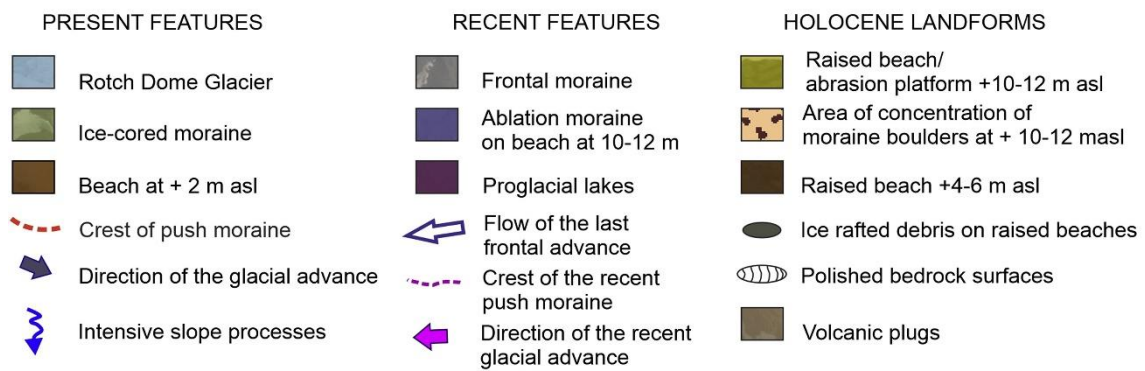 PRESENT FEATURES
Rotch Dome Glacier
Ice-cored moraine
Beach at + 2 m asl
Crest of push moraine
Direction of the glacial advance
Intensive slope processes
RECENT FEATURES
Frontal moraine
Ablation moraine
on beach at 10-12 m
Proglacial lakes
Flow of the last
frontal advance
Crest of the recent
push moraine
Direction of the recent
glacial advance
HOLOCENE LANDFORMS
Raised beach/
abrasion platform +10-12 m asl
Area of concentration of
moraine boulders at + 10-12 masl
Raised beach +4-6 m asl
Ice rafted debris on raised beaches
Polished bedrock surfaces
Volcanic plugs